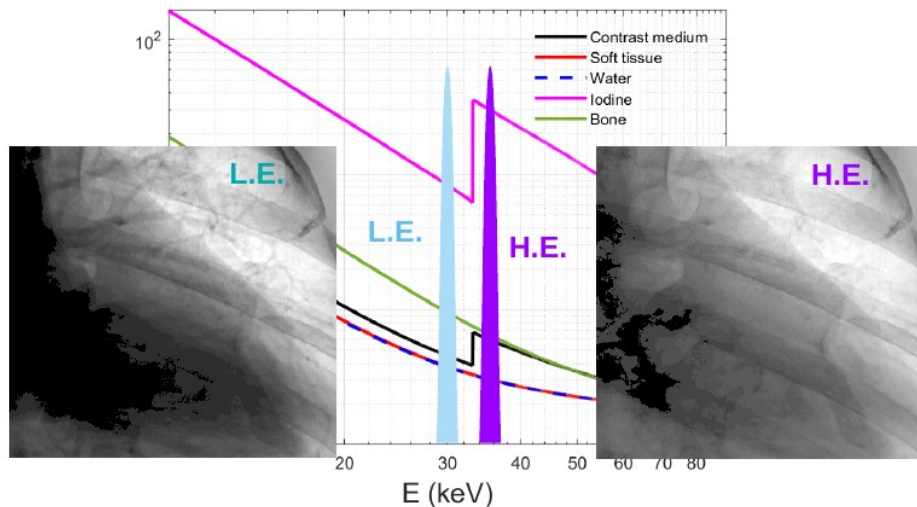 10²
Contrast medium
Soft tissue
Water
Iodine
Bone
L.E.
H.E.
L.E.
H.E.
20
30
40
50
60
70
80
E (keV)